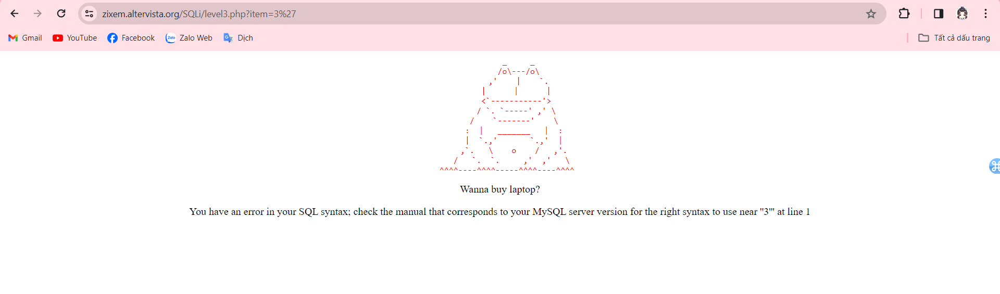 zixem.altervista.org/SQLi/level3.php?item=3%27
Gmail YouTube Facebook Zalo Zalo Web Dịch Tất cả dấu trang
Wanna buy laptop?
You have an error in your SQL syntax; check the manual that corresponds to your MySQL server version for the right syntax to use near ''3''' at line 1